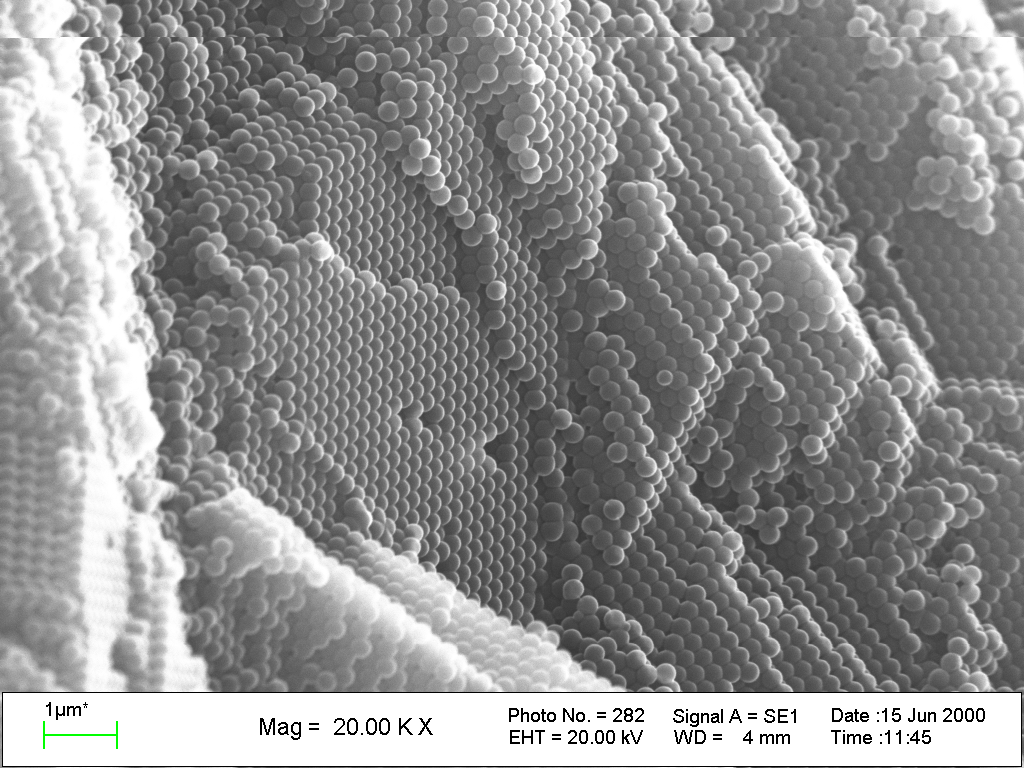 1µm*
Mag = 20.00 K X
Photo No. = 282
EHT = 20.00 kV
Signal A = SE1
WD = 4 mm
Date :15 Jun 2000
Time :11:45